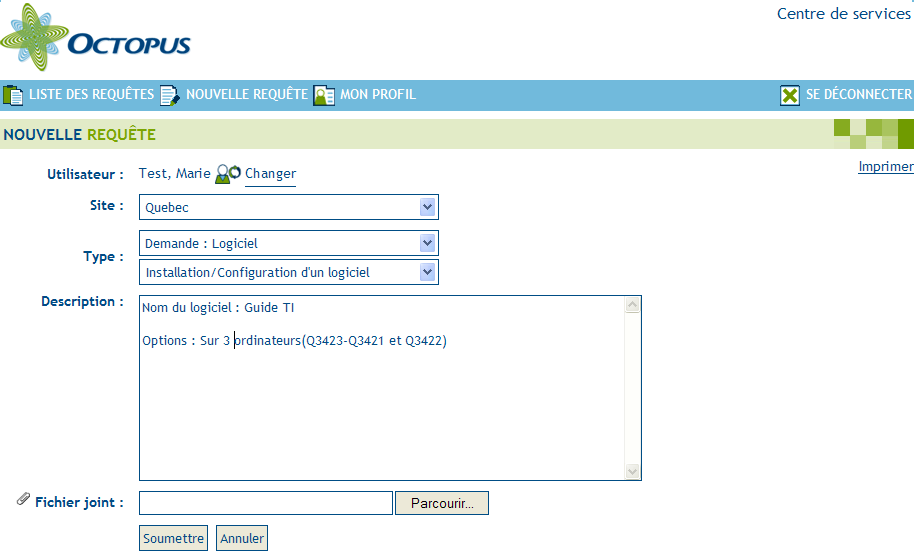 Centre de services
OCTOPUS
LISTE DES REQUÊTES NOUVELLE REQUÊTE MON PROFIL SE DÉCONNECTER
NOUVELLE REQUÊTE
Imprimer
Utilisateur : Test, Marie Changer
Site : Quebec
Type : Demande : Logiciel
Installation/Configuration d'un logiciel
Description : Nom du logiciel : Guide TI
Options : Sur 3 ordinateurs(Q3423-Q3421 et Q3422)
Fichier joint : Parcourir...
Soumettre Annuler